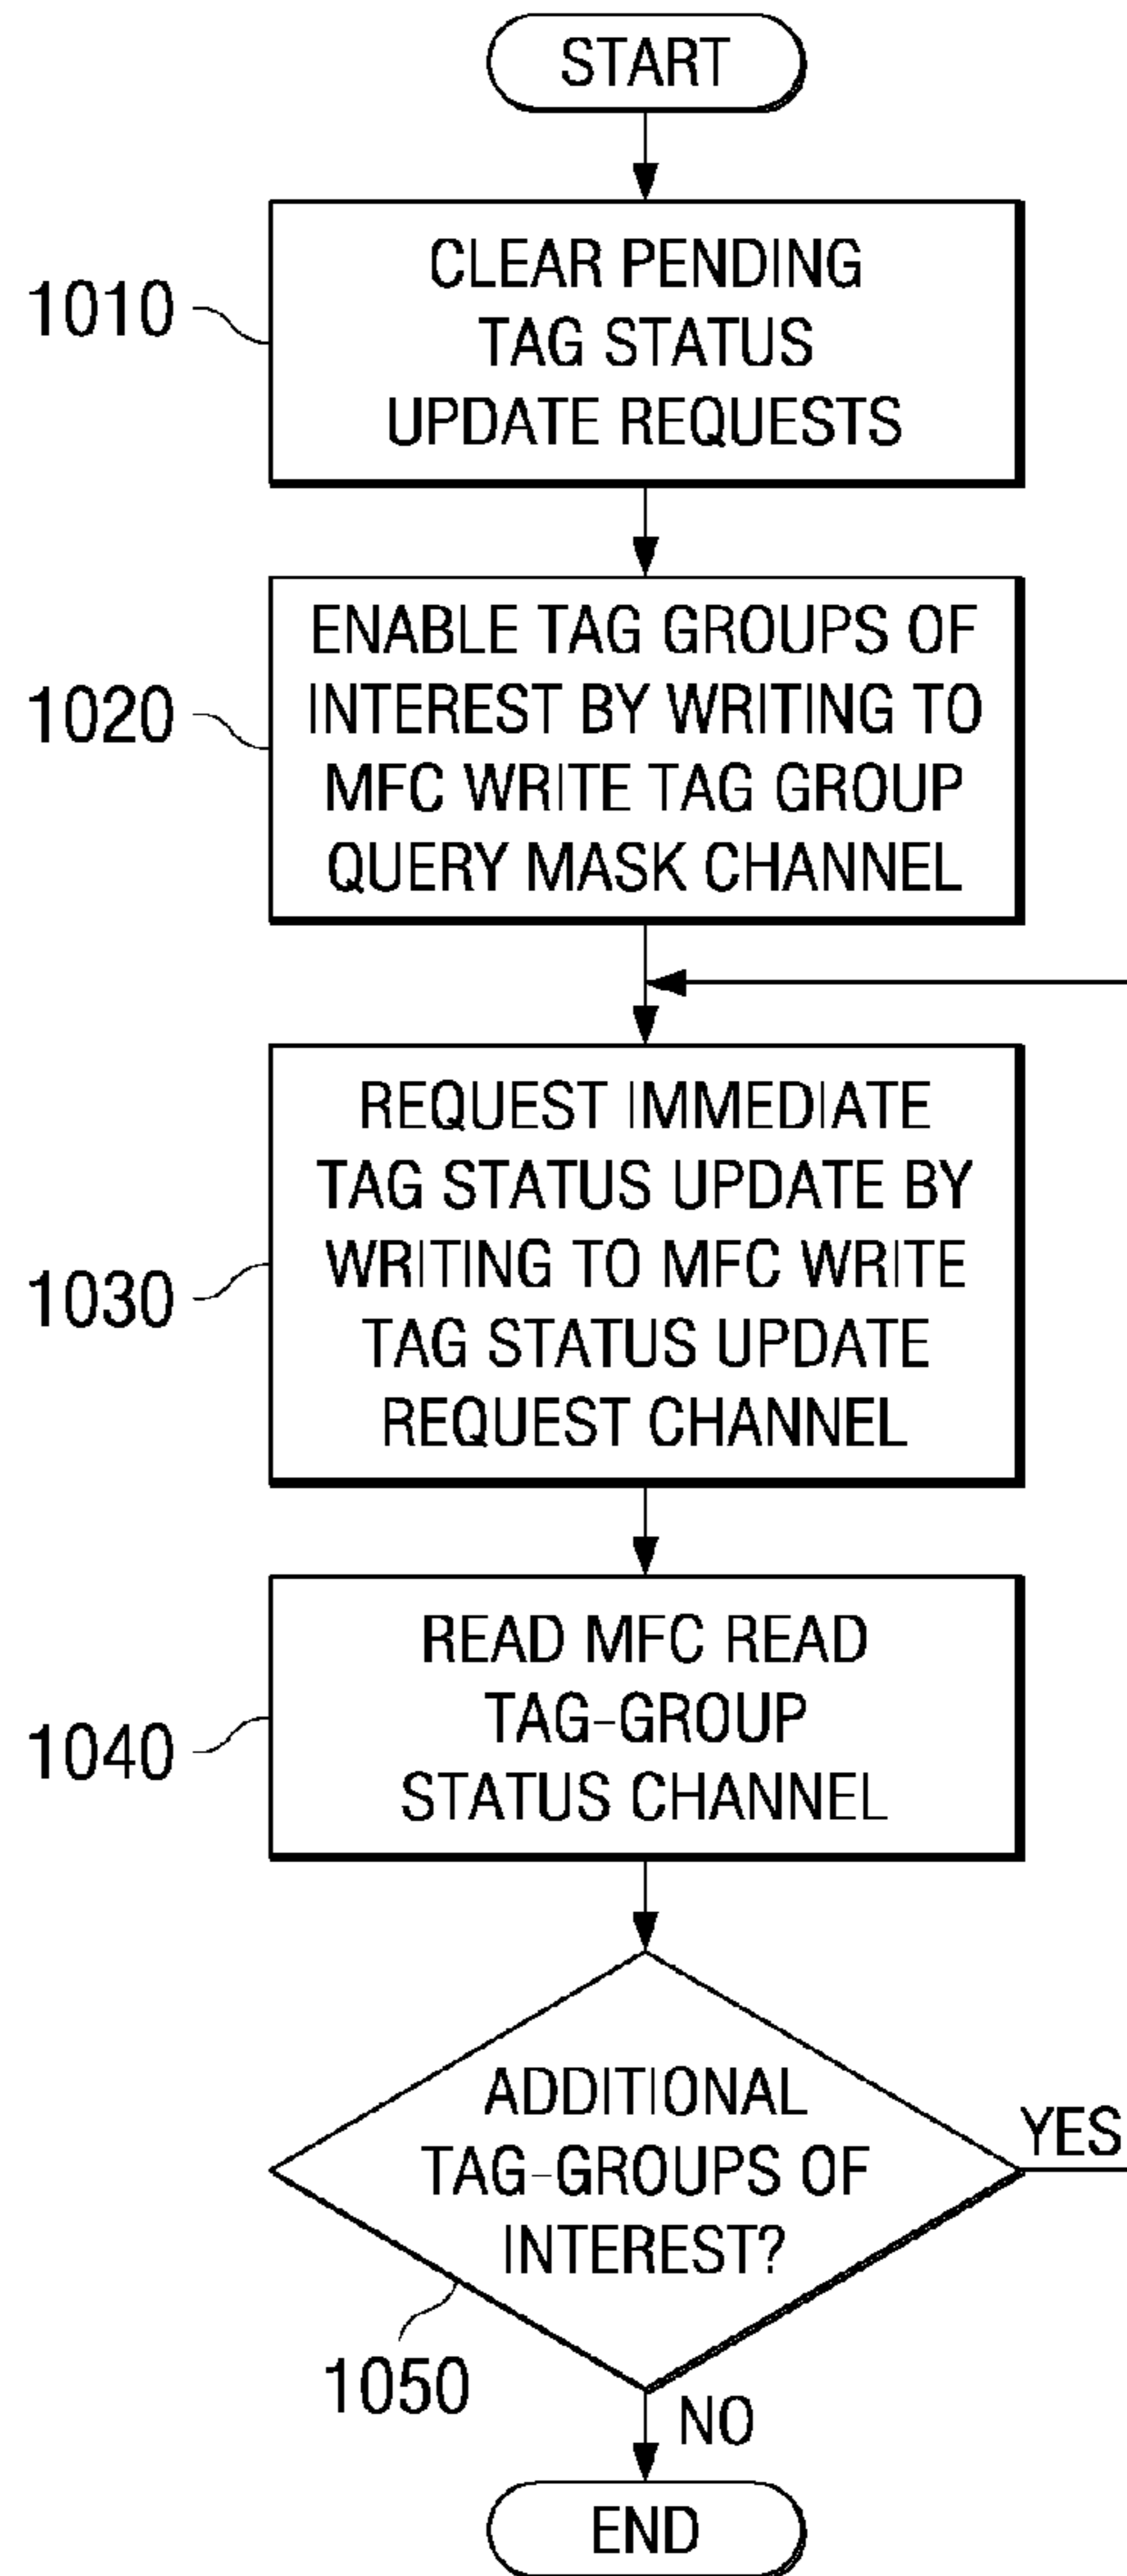 START
CLEAR PENDING
TAG STATUS
UPDATE REQUESTS
1010
ENABLE TAG GROUPS OF
INTEREST BY WRITING TO
MFC WRITE TAG GROUP
QUERY MASK CHANNEL
1020
REQUEST IMMEDIATE
TAG STATUS UPDATE BY
WRITING TO MFC WRITE
TAG STATUS UPDATE
REQUEST CHANNEL
1030
READ MFC READ
TAG-GROUP
STATUS CHANNEL
1040
ADDITIONAL
TAG-GROUPS OF
INTEREST?
YES
1050
NO
END